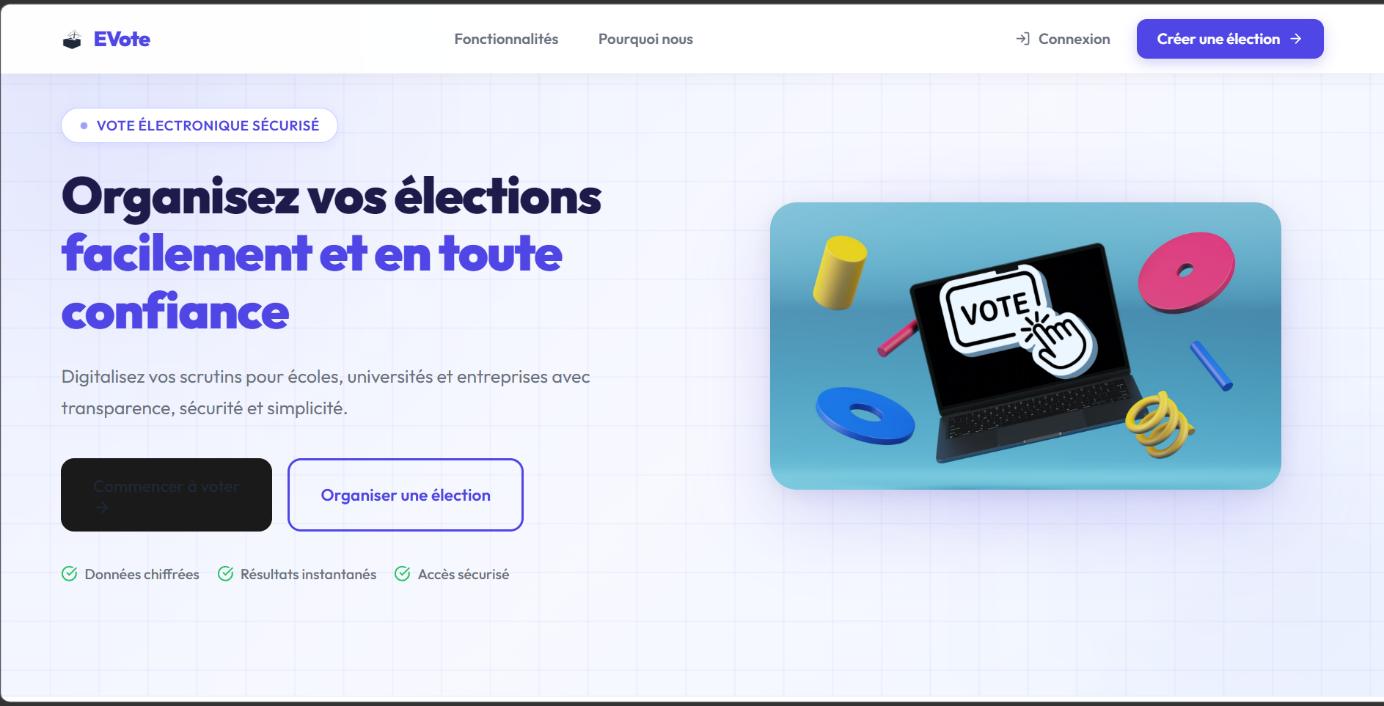 EVote
Fonctionnalités
Pourquoi nous
Connexion
Créer une élection
VOTE ÉLECTRONIQUE SÉCURISÉ
Organisez vos élections
facilement et en toute
confiance
Digitalisez vos scrutins pour écoles, universités et entreprises avec
transparence, sécurité et simplicité.
VOTE
Commencer à voter
Organiser une élection
Données chiffrées
Résultats instantanés
Accès sécurisé